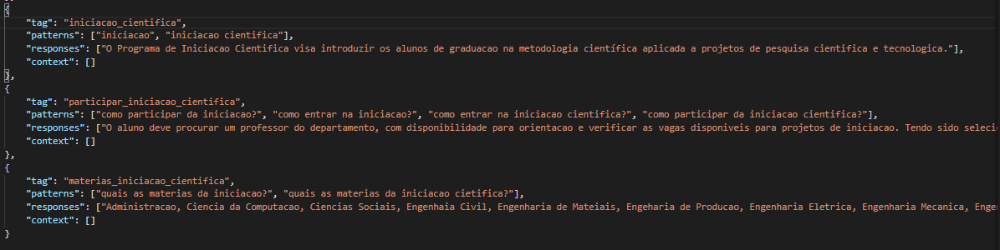 {
"tag": "iniciacao_cientifica",
"patterns": ["iniciacao", "iniciacao cientifica"],
"responses": ["O Programa de Iniciacao Cientifica visa introduzir os alunos de graduacao na metodologia científica aplicada a projetos de pesquisa cientifica e tecnologica."],
"context": []
},
{
"tag": "participar_iniciacao_cientifica",
"patterns": ["como participar da iniciacao?", "como entrar na iniciacao?", "como entrar na iniciacao cientifica?", "como participar da iniciacao cientifica?"],
"responses": ["O aluno deve procurar um professor do departamento, com disponibilidade para orientacao e verificar as vagas disponiveis para projetos de iniciacao. Tendo sido seleci
"context": []
},
{
"tag": "materias_iniciacao_cientifica",
"patterns": ["quais as materias da iniciacao?", "quais as materias da iniciacao cietifica?"],
"responses": ["Administracao, Ciencia da Computacao, Ciencias Sociais, Engenhaia Civil, Engenharia de Mateiais, Engeharia de Producao, Engenharia Eletrica, Engenharia Mecanica, Enge
"context": []
}